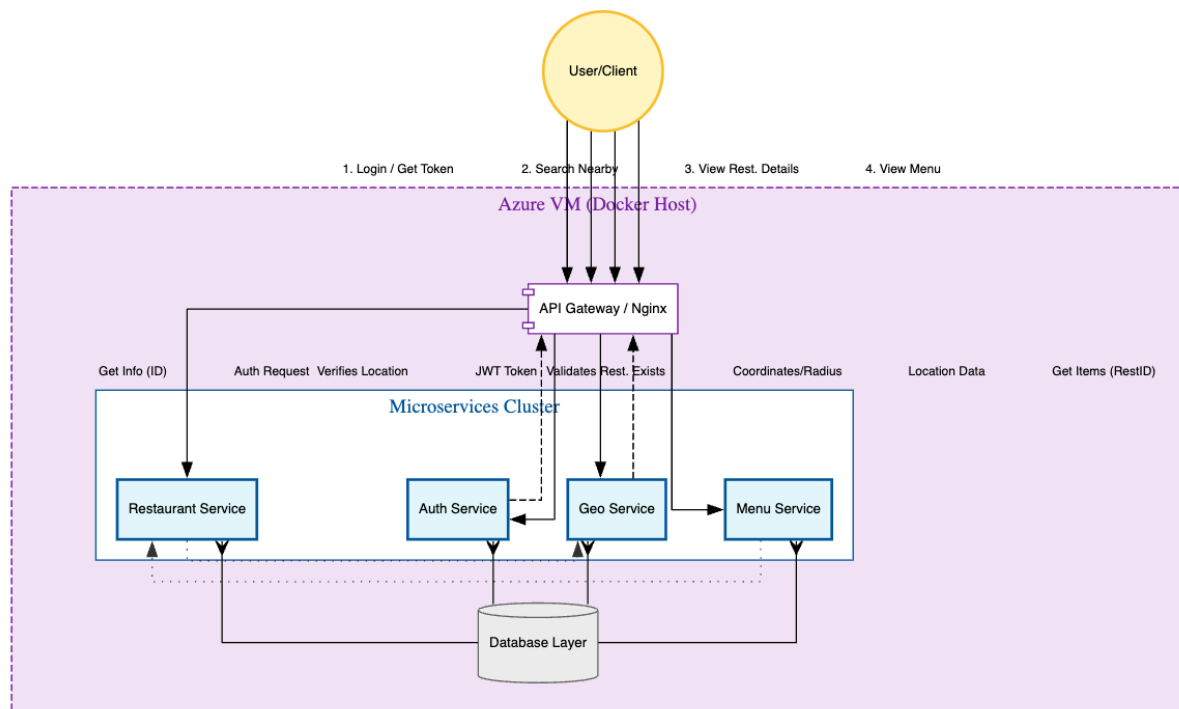 User/Client
1. Login / Get Token
2. Search Nearby
3. View Rest. Details
4. View Menu
Azure VM (Docker Host)
API Gateway / Nginx
Get Info (ID)
Auth Request
Verifies Location
JWT Token
Validates Rest. Exists
Coordinates/Radius
Location Data
Get Items (RestID)
Microservices Cluster
Restaurant Service
Auth Service
Geo Service
Menu Service
Database Layer